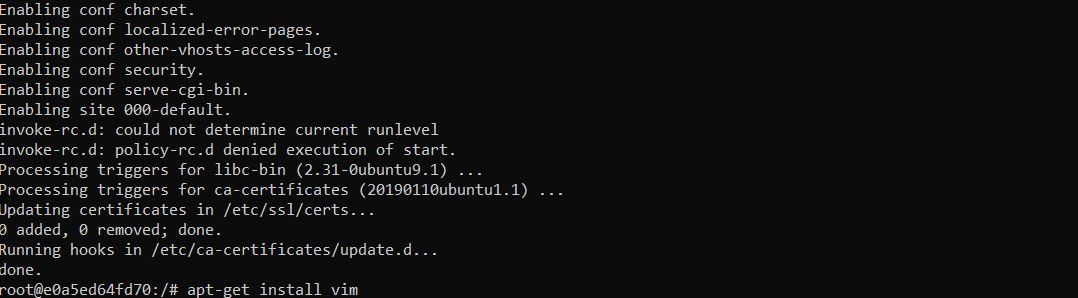 Enabling conf charset.
Enabling conf localized-error-pages.
Enabling conf other-vhosts-access-log.
Enabling conf security.
Enabling conf serve-cgi-bin.
Enabling site 000-default.
invoke-rc.d: could not determine current runlevel
invoke-rc.d: policy-rc.d denied execution of start.
Processing triggers for libc-bin (2.31-0ubuntu9.1) ...
Processing triggers for ca-certificates (20190110ubuntu1.1) ...
Updating certificates in /etc/ssl/certs...
0 added, 0 removed; done.
Running hooks in /etc/ca-certificates/update.d...
done.
root@e0a5ed64fd70:/# apt-get install vim